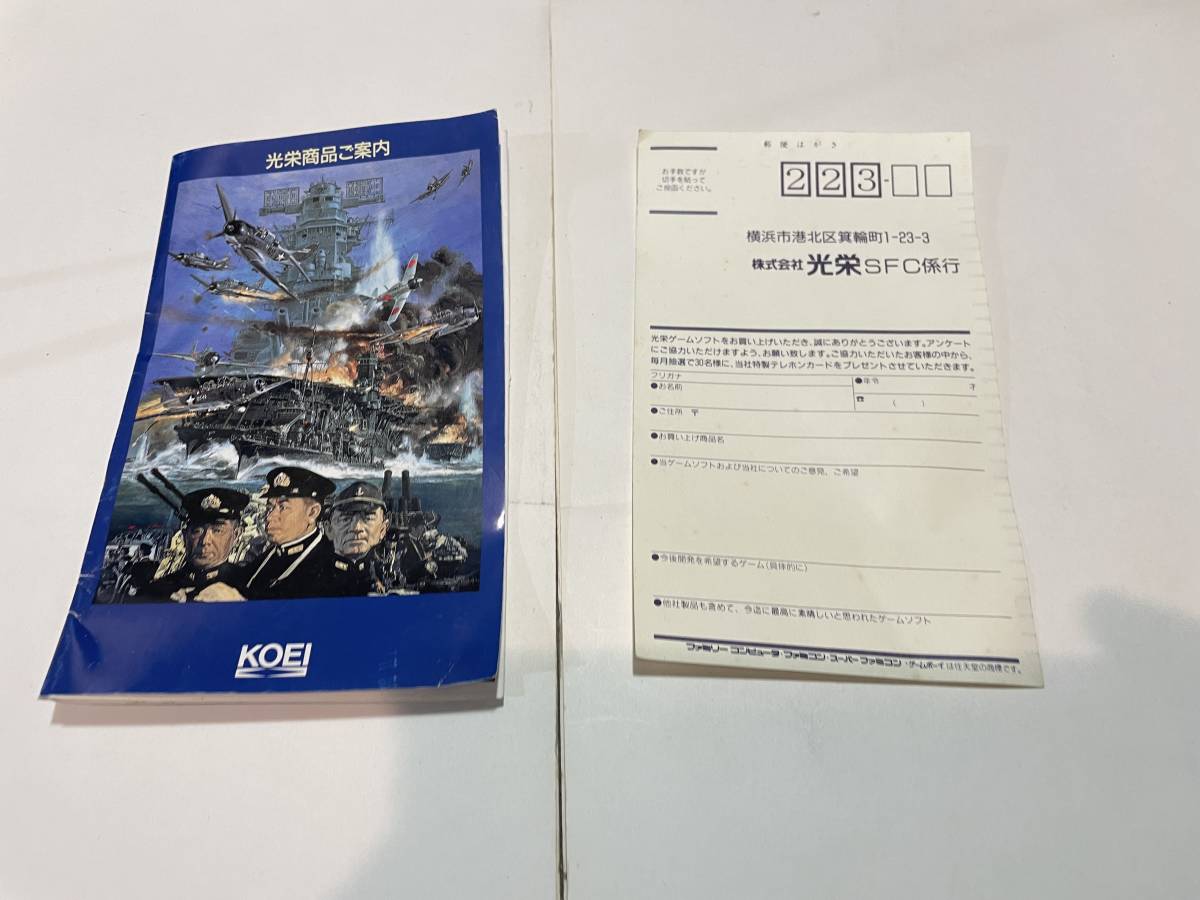 光栄商品ご案内
KOEI
郵便はがき
お手数ですが
切手を貼って
ご投函ください。
223-
横浜市港北区箕輪町1-23-3
株式会社 光栄SFC係行
光栄ゲームソフトをお買い上げいただき、誠にありがとうございます。アンケート
にご協力いただけますよう、お願い致します。ご協力いただいたお客様の中から、
毎月抽選で30名様に、当社特製テレホンカードをプレゼントさせていただきます。
フリガナ
●お名前
●年令 才
☎ ( )
●ご住所 〒
●お買い上げ商品名
●当ゲームソフトおよび当社についてのご意見、ご希望
●今後開発を希望するゲーム(具体的に)
●他社製品も含めて、今迄に最高に素晴しいと思われたゲームソフト
ファミリーコンピュータ・ファミコン・スーパーファミコン・ゲームボーイは任天堂の商標です。